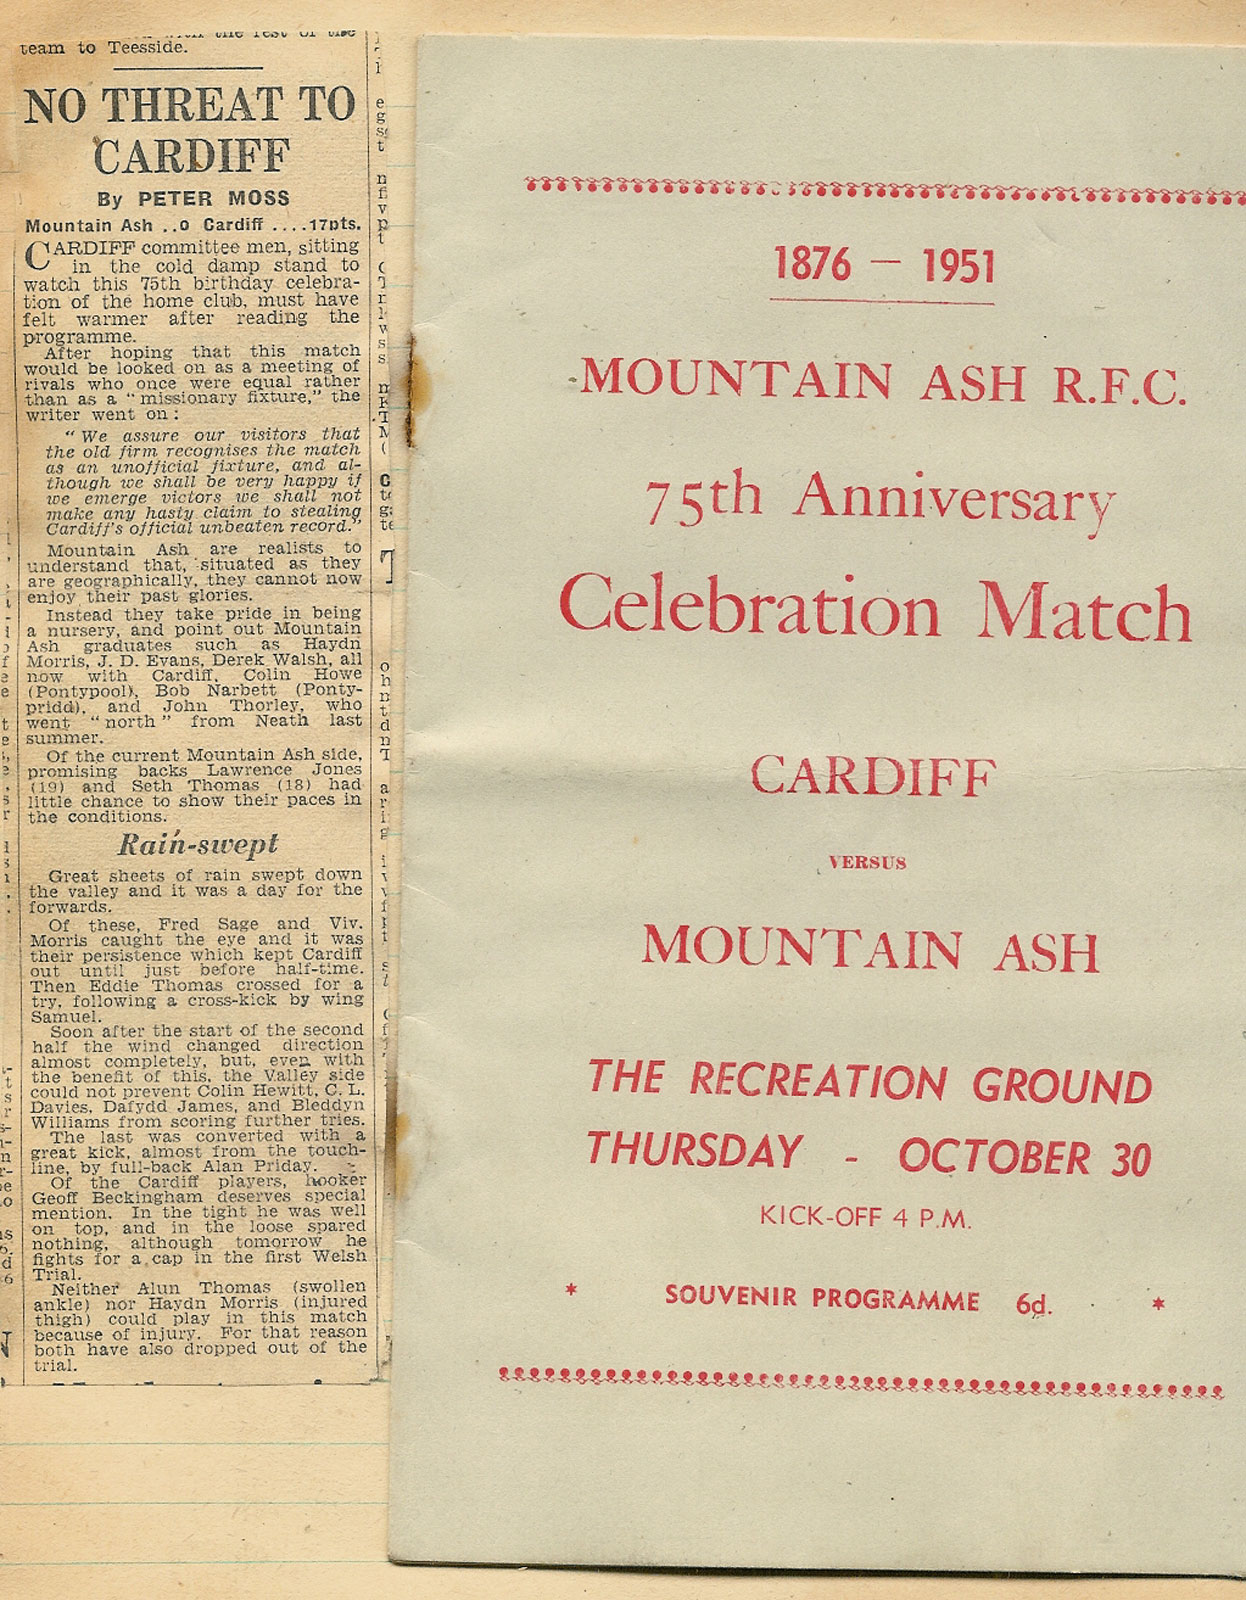 team to Teesside.
NO THREAT TO
CARDIFF
By PETER MOSS
Mountain Ash ..0 Cardiff ....17pts.
CARDIFF committee men, sitting
in the cold damp stand to
watch this 75th birthday celebra-
tion of the home club, must have
felt warmer after reading the
programme.
After hoping that this match
would be looked on as a meeting of
rivals who once were equal rather
than as a "missionary fixture," the
writer went on:
"We assure our visitors that
the old firm recognises the match
as an unofficial fixture, and al-
though we shall be very happy if
we emerge victors we shall not
make any hasty claim to stealing
Cardiff's official unbeaten record."
Mountain Ash are realists to
understand that, situated as they
are geographically, they cannot now
enjoy their past glories.
Instead they take pride in being
a nursery, and point out Mountain
Ash graduates such as Haydn
Morris, J. D. Evans, Derek Walsh, all
now with Cardiff, Colin Howe
(Pontypool), Bob Narbett (Ponty-
pridd), and John Thorley, who
went "north" from Neath last
summer.
Of the current Mountain Ash side,
promising backs Lawrence Jones
(19) and Seth Thomas (18) had
little chance to show their paces in
the conditions.
Rain-swept
Great sheets of rain swept down
the valley and it was a day for the
forwards.
Of these, Fred Sage and Viv.
Morris caught the eye and it was
their persistence which kept Cardiff
out until just before half-time.
Then Eddie Thomas crossed for a
try, following a cross-kick by wing
Samuel.
Soon after the start of the second
half the wind changed direction
almost completely, but, even with
the benefit of this, the Valley side
could not prevent Colin Hewitt, C. L.
Davies, Dafydd James, and Bleddyn
Williams from scoring further tries.
The last was converted with a
great kick, almost from the touch-
line, by full-back Alan Priday.
Of the Cardiff players, hooker
Geoff Beckingham deserves special
mention. In the tight he was well
on top, and in the loose spared
nothing, although tomorrow he
fights for a cap in the first Welsh
Trial.
Neither Alun Thomas (swollen
ankle) nor Haydn Morris (injured
thigh) could play in this match
because of injury. For that reason
both have also dropped out of the
trial.
1876 — 1951
MOUNTAIN ASH R.F.C.
75th Anniversary
Celebration Match
CARDIFF
VERSUS
MOUNTAIN ASH
THE RECREATION GROUND
THURSDAY - OCTOBER 30
KICK-OFF 4 P.M.
* SOUVENIR PROGRAMME 6d. *